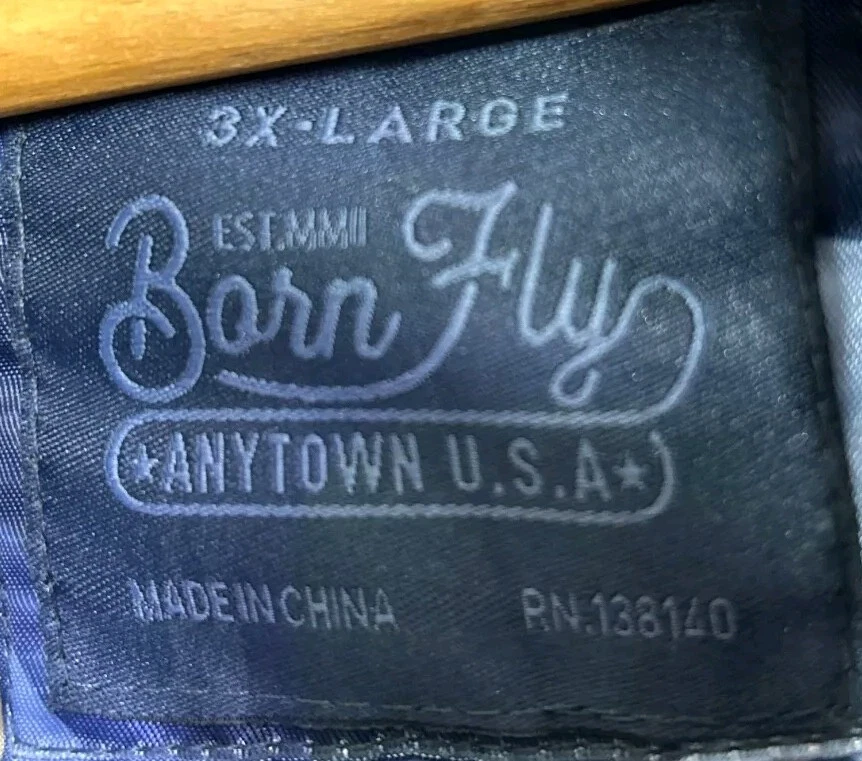 3X-LARGE
EST.MMII
Born Fly
★ANYTOWN U.S.A★
MADE IN CHINA RN.138140